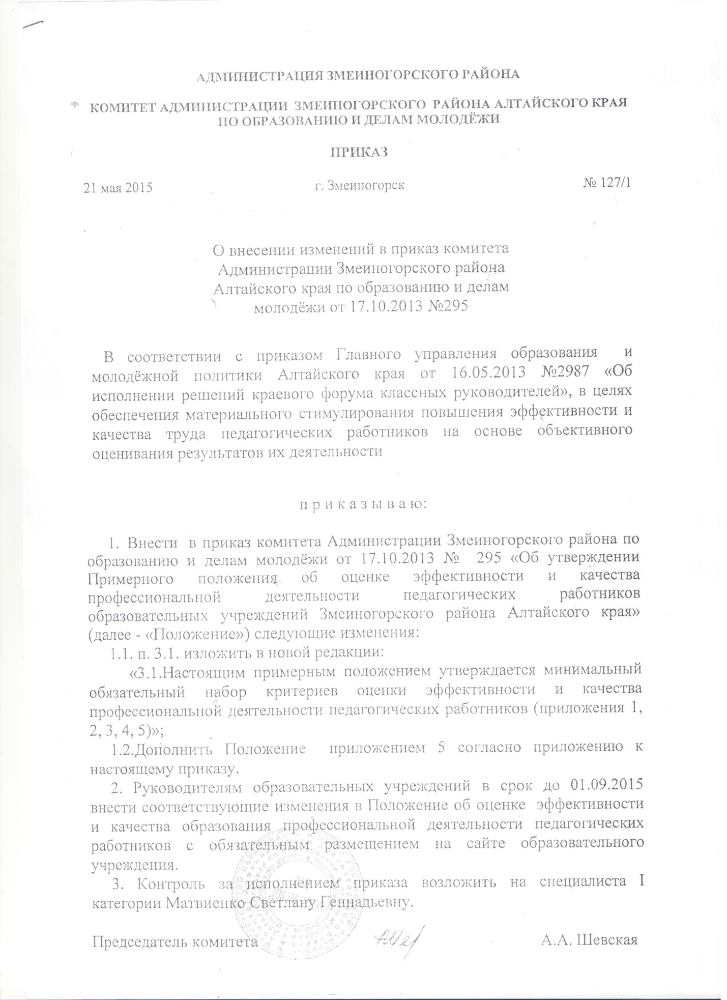 АДМИНИСТРАЦИЯ ЗМЕИНОГОРСКОГО РАЙОНА
КОМИТЕТ АДМИНИСТРАЦИИ ЗМЕИНОГОРСКОГО РАЙОНА АЛТАЙСКОГО КРАЯ
ПО ОБРАЗОВАНИЮ И ДЕЛАМ МОЛОДЁЖИ
ПРИКАЗ
21 мая 2015 г. Змеиногорск № 127/1
О внесении изменений в приказ комитета
Администрации Змеиногорского района
Алтайского края по образованию и делам
молодёжи от 17.10.2013 №295
В соответствии с приказом Главного управления образования и
молодёжной политики Алтайского края от 16.05.2013 №2987 «Об
исполнении решений краевого форума классных руководителей», в целях
обеспечения материального стимулирования повышения эффективности и
качества труда педагогических работников на основе объективного
оценивания результатов их деятельности
п р и к а з ы в а ю:
1. Внести в приказ комитета Администрации Змеиногорского района по
образованию и делам молодёжи от 17.10.2013 № 295 «Об утверждении
Примерного положения об оценке эффективности и качества
профессиональной деятельности педагогических работников
образовательных учреждений Змеиногорского района Алтайского края»
(далее - «Положение») следующие изменения:
1.1. п. 3.1. изложить в новой редакции:
«3.1.Настоящим примерным положением утверждается минимальный
обязательный набор критериев оценки эффективности и качества
профессиональной деятельности педагогических работников (приложения 1,
2, 3, 4, 5)»;
1.2.Дополнить Положение приложением 5 согласно приложению к
настоящему приказу.
2. Руководителям образовательных учреждений в срок до 01.09.2015
внести соответствующие изменения в Положение об оценке эффективности
и качества образования профессиональной деятельности педагогических
работников с обязательным размещением на сайте образовательного
учреждения.
3. Контроль за исполнением приказа возложить на специалиста I
категории Матвиенко Светлану Геннадьевну.
Председатель комитета А.А. Шевская